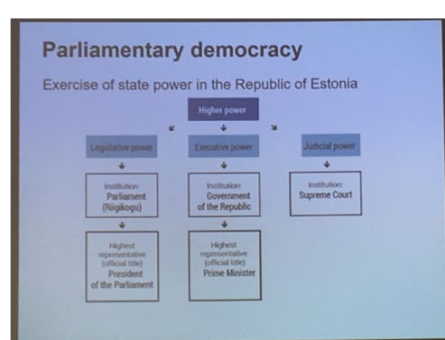 Parliamentary democracy
Exercise of state power in the Republic of Estonia
Higher power
Legislative power
Executive power
Judicial power
Institution:
Parliament
(Riigikogu)
Institution:
Government
of the Republic
Institution:
Supreme Court
Highest
representative
(official title)
President
of the Parliament
Highest
representative
(official title)
Prime Minister